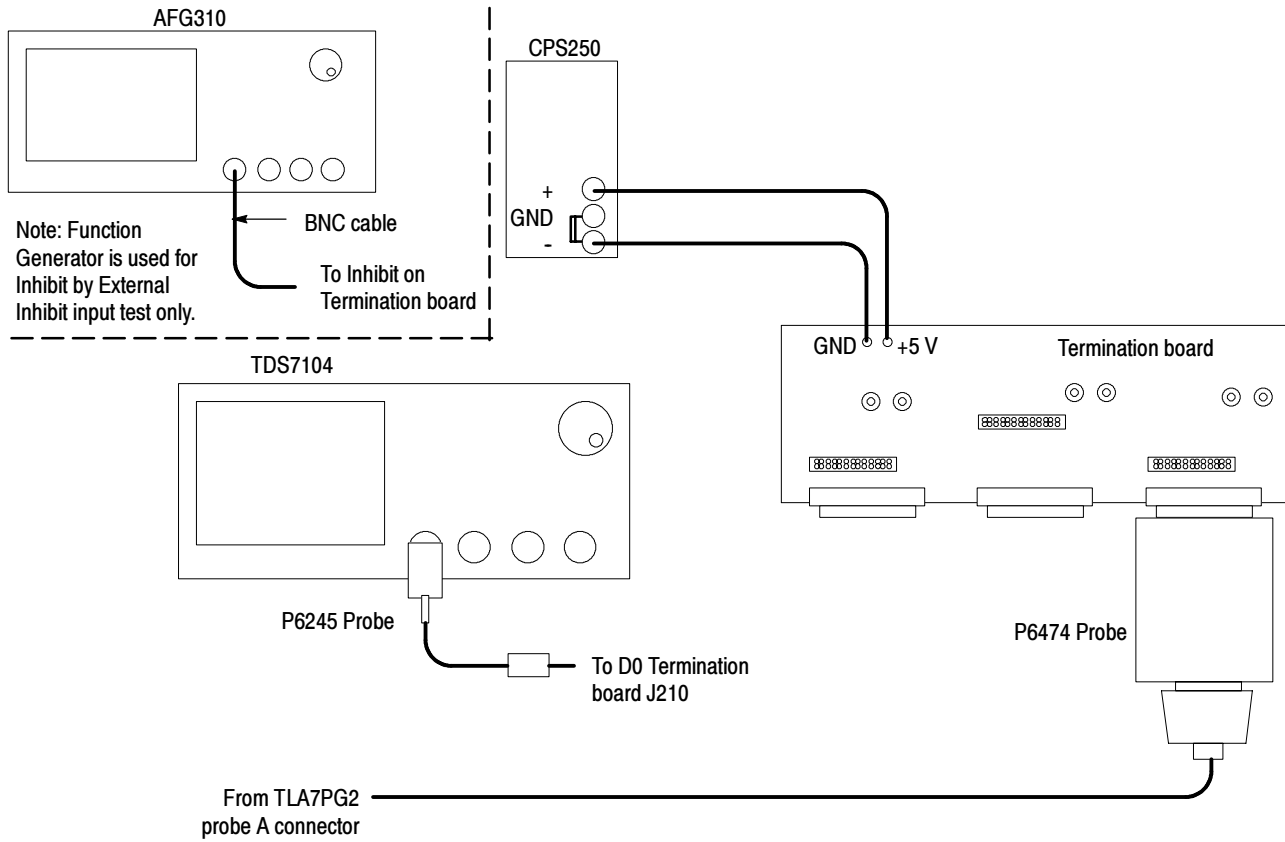 AFG310
BNC cable
Note: Function
Generator is used for
Inhibit by External
Inhibit input test only.
To Inhibit on
Termination board
CPS250
+
GND
-
GND
+5 V
Termination board
TDS7104
P6245 Probe
To D0 Termination
board J210
P6474 Probe
From TLA7PG2
probe A connector